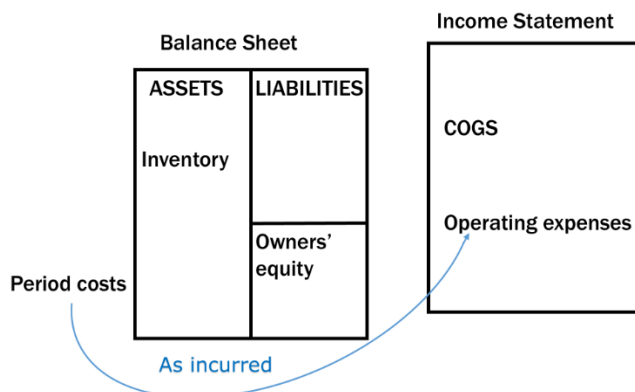 Income Statement
Balance Sheet
ASSETS
LIABILITIES
Inventory
Owners’
equity
COGS
Operating expenses
Period costs
As incurred